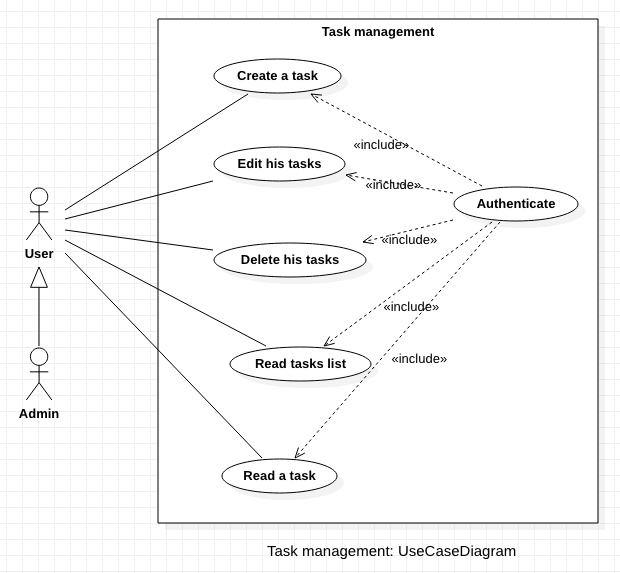 Task management
Create a task
«include»
Edit his tasks
«include»
Authenticate
User
«include»
Delete his tasks
«include»
Read tasks list
«include»
Admin
Read a task
Task management: UseCaseDiagram